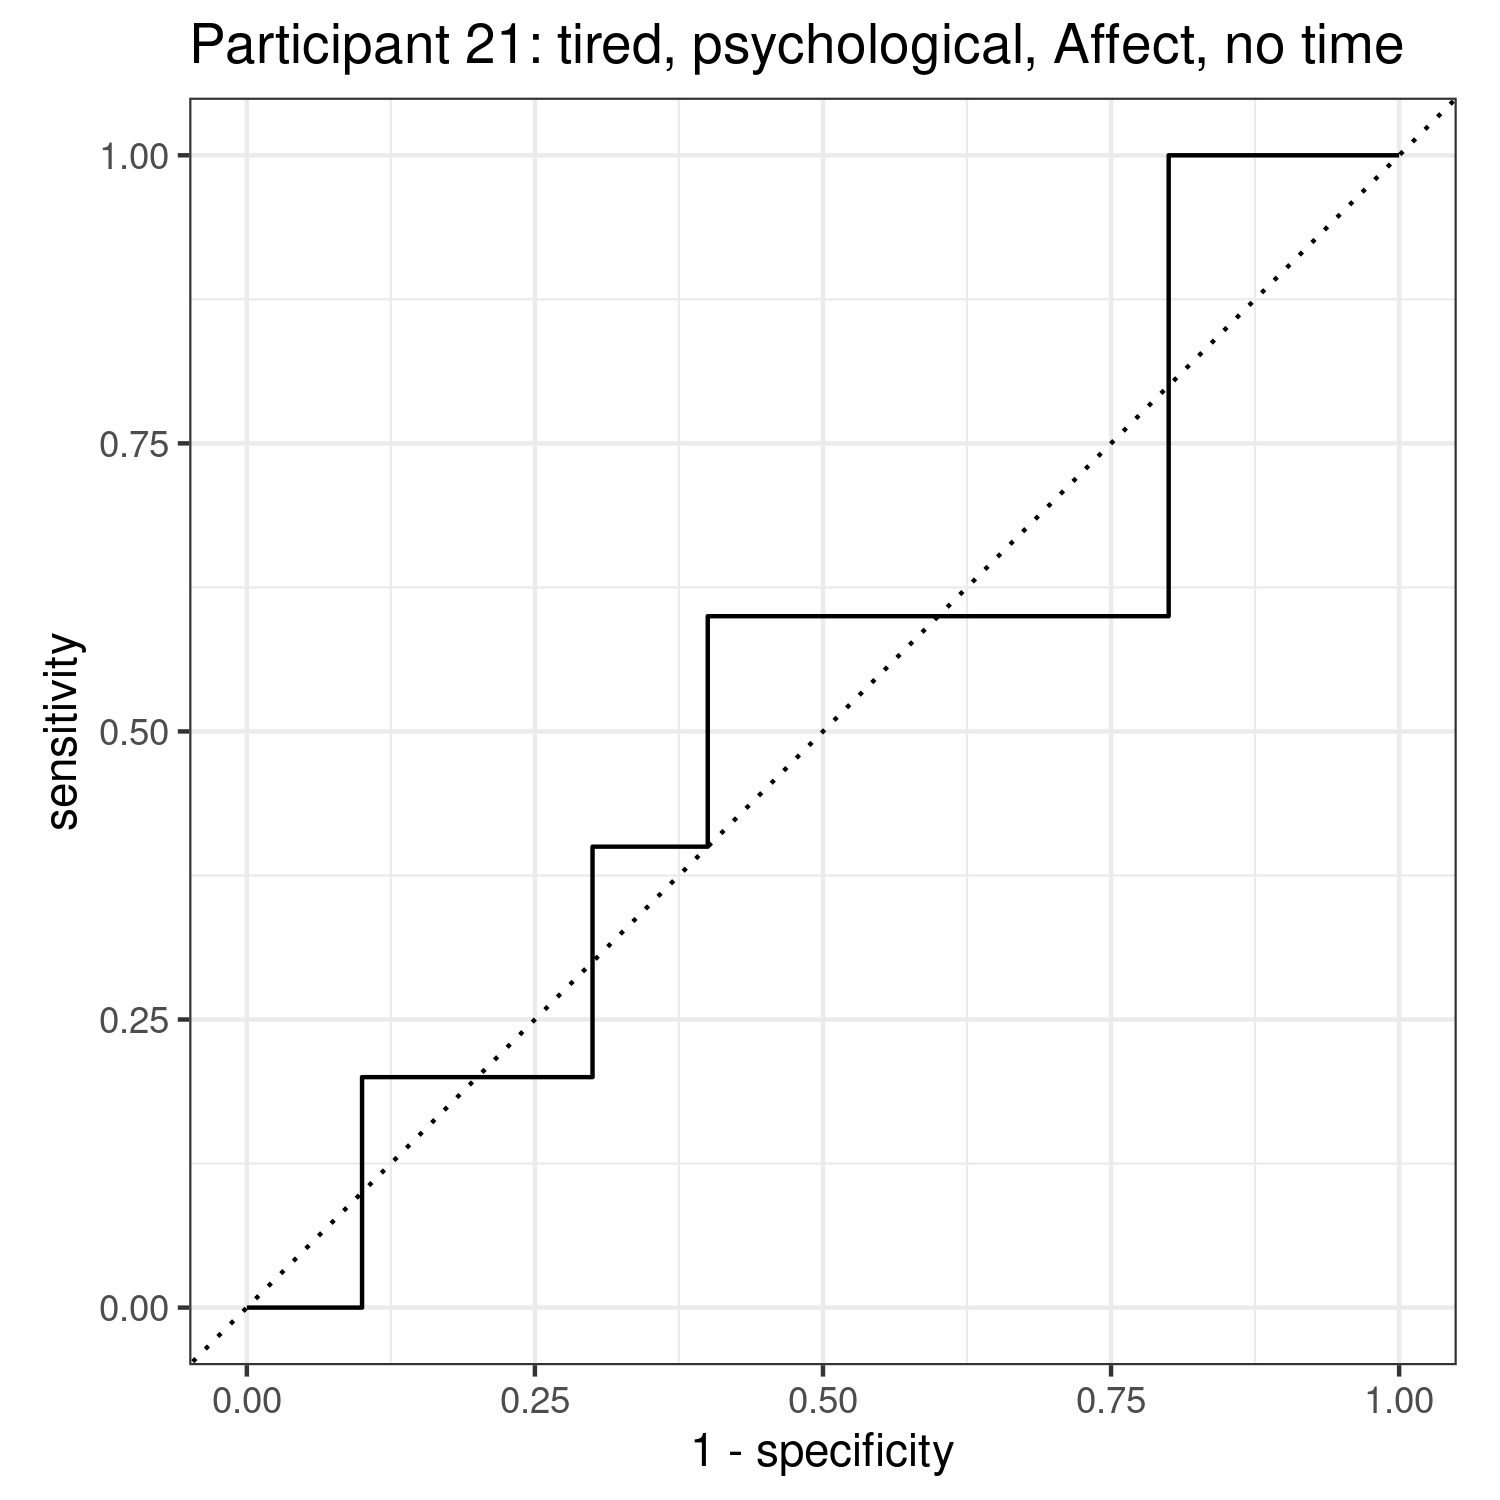 Participant 21: tired, psychological, Affect, no time
1.00
0.75
0.50
0.25
0.00
sensitivity
0.00 0.25 0.50 0.75 1.00
1 - specificity